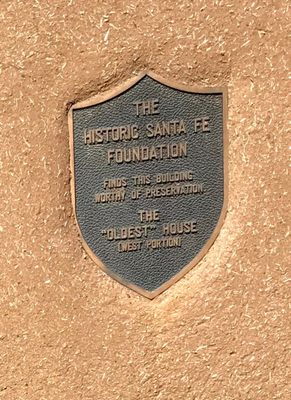 THE
HISTORIC SANTA FE
FOUNDATION
FINDS THIS BUILDING
WORTHY OF PRESERVATION.
THE
"OLDEST" HOUSE
(WEST PORTION)